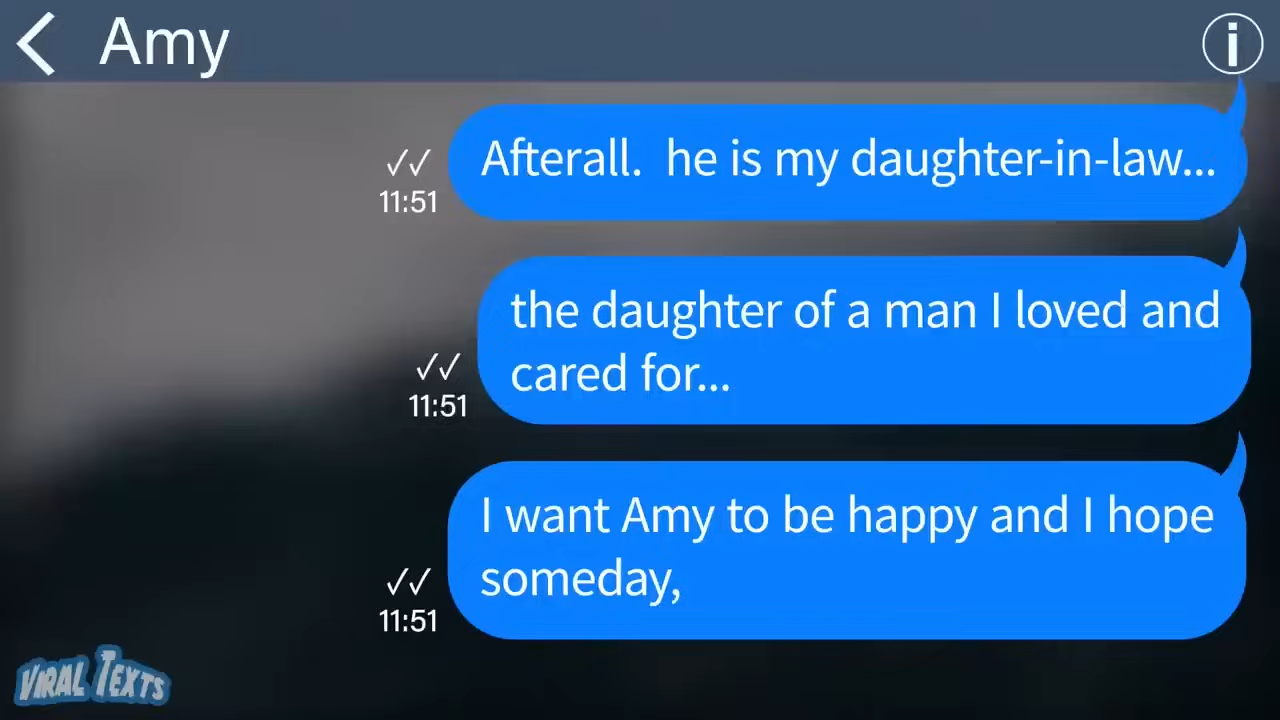 Amy
i
Afterall.  he is my daughter-in-law...
11:51
the daughter of a man I loved and
cared for...
11:51
I want Amy to be happy and I hope
someday,
11:51
VIRAL TEXTS